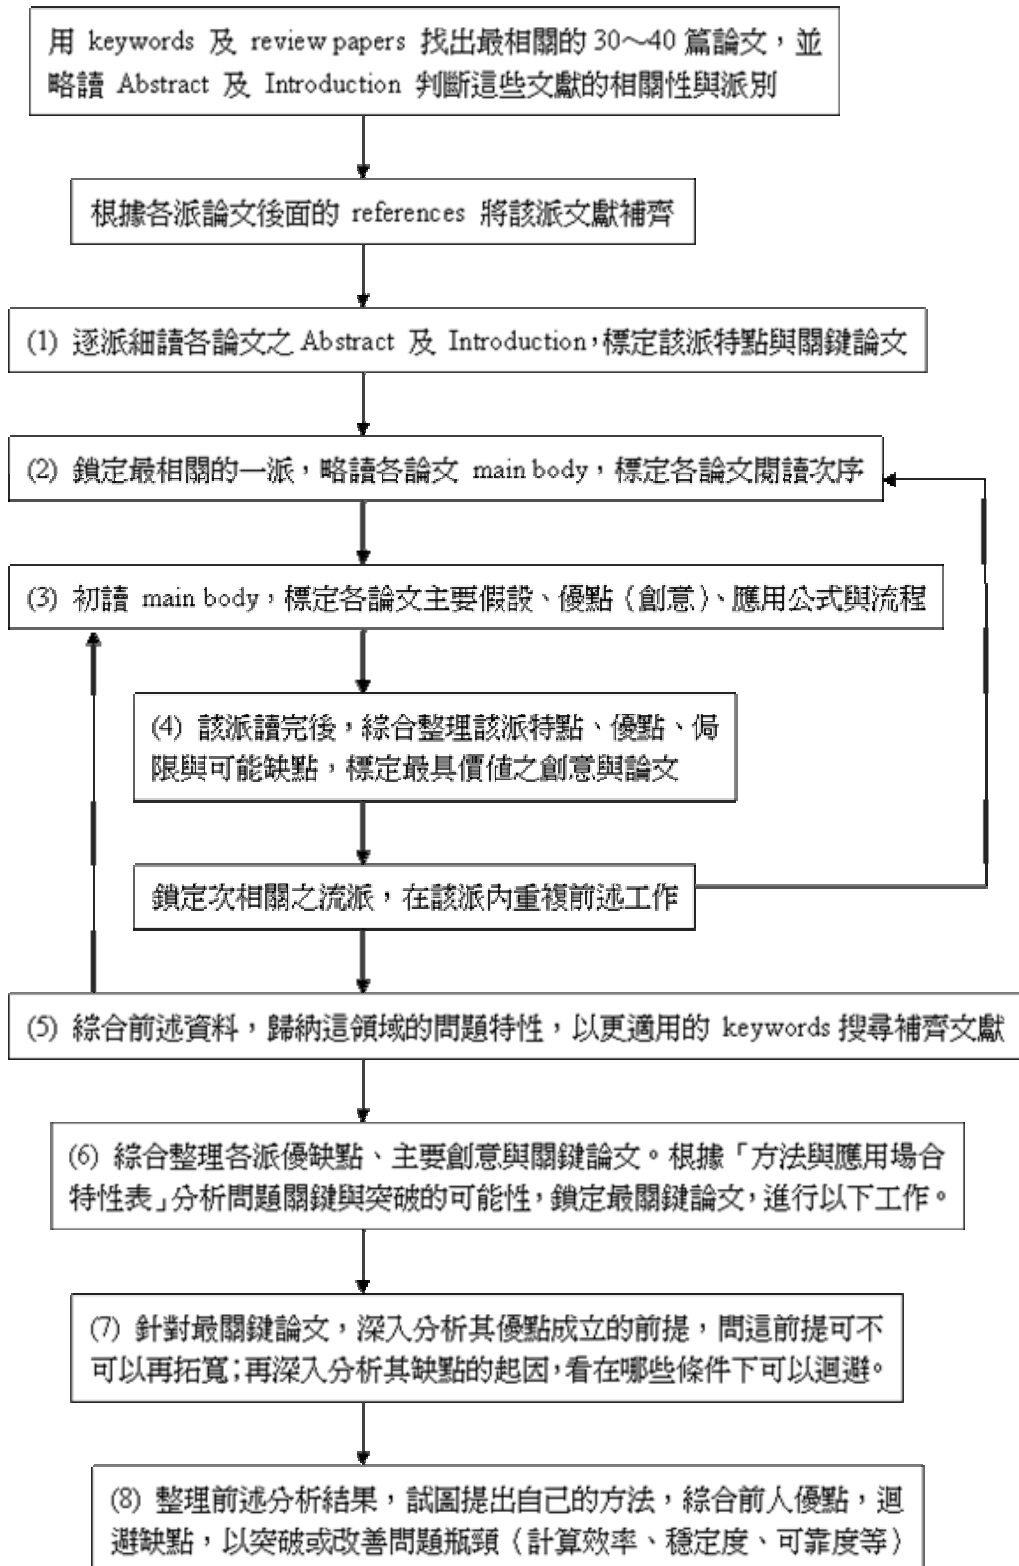 用 keywords 及 review papers 找出最相關的 30～40 篇論文，並
略讀 Abstract 及 Introduction 判斷這些文獻的相關性與派別
根據各派論文後面的 references 將該派文獻補齊
(1) 逐派細讀各論文之 Abstract 及 Introduction，標定該派特點與關鍵論文
(2) 鎖定最相關的一派，略讀各論文 main body，標定各論文閱讀次序
(3) 初讀 main body，標定各論文主要假設、優點（創意）、應用公式與流程
(4) 該派讀完後，綜合整理該派特點、優點、侷
限與可能缺點，標定最具價值之創意與論文
鎖定次相關之流派，在該派內重複前述工作
(5) 綜合前述資料，歸納這領域的問題特性，以更適用的 keywords 搜尋補齊文獻
(6) 綜合整理各派優缺點、主要創意與關鍵論文。根據「方法與應用場合
特性表」分析問題關鍵與突破的可能性，鎖定最關鍵論文，進行以下工作。
(7) 針對最關鍵論文，深入分析其優點成立的前提，問這前提可不
可以再拓寬；再深入分析其缺點的起因，看在哪些條件下可以迴避。
(8) 整理前述分析結果，試圖提出自己的方法，綜合前人優點，迴
避缺點，以突破或改善問題瓶頸（計算效率、穩定度、可靠度等）